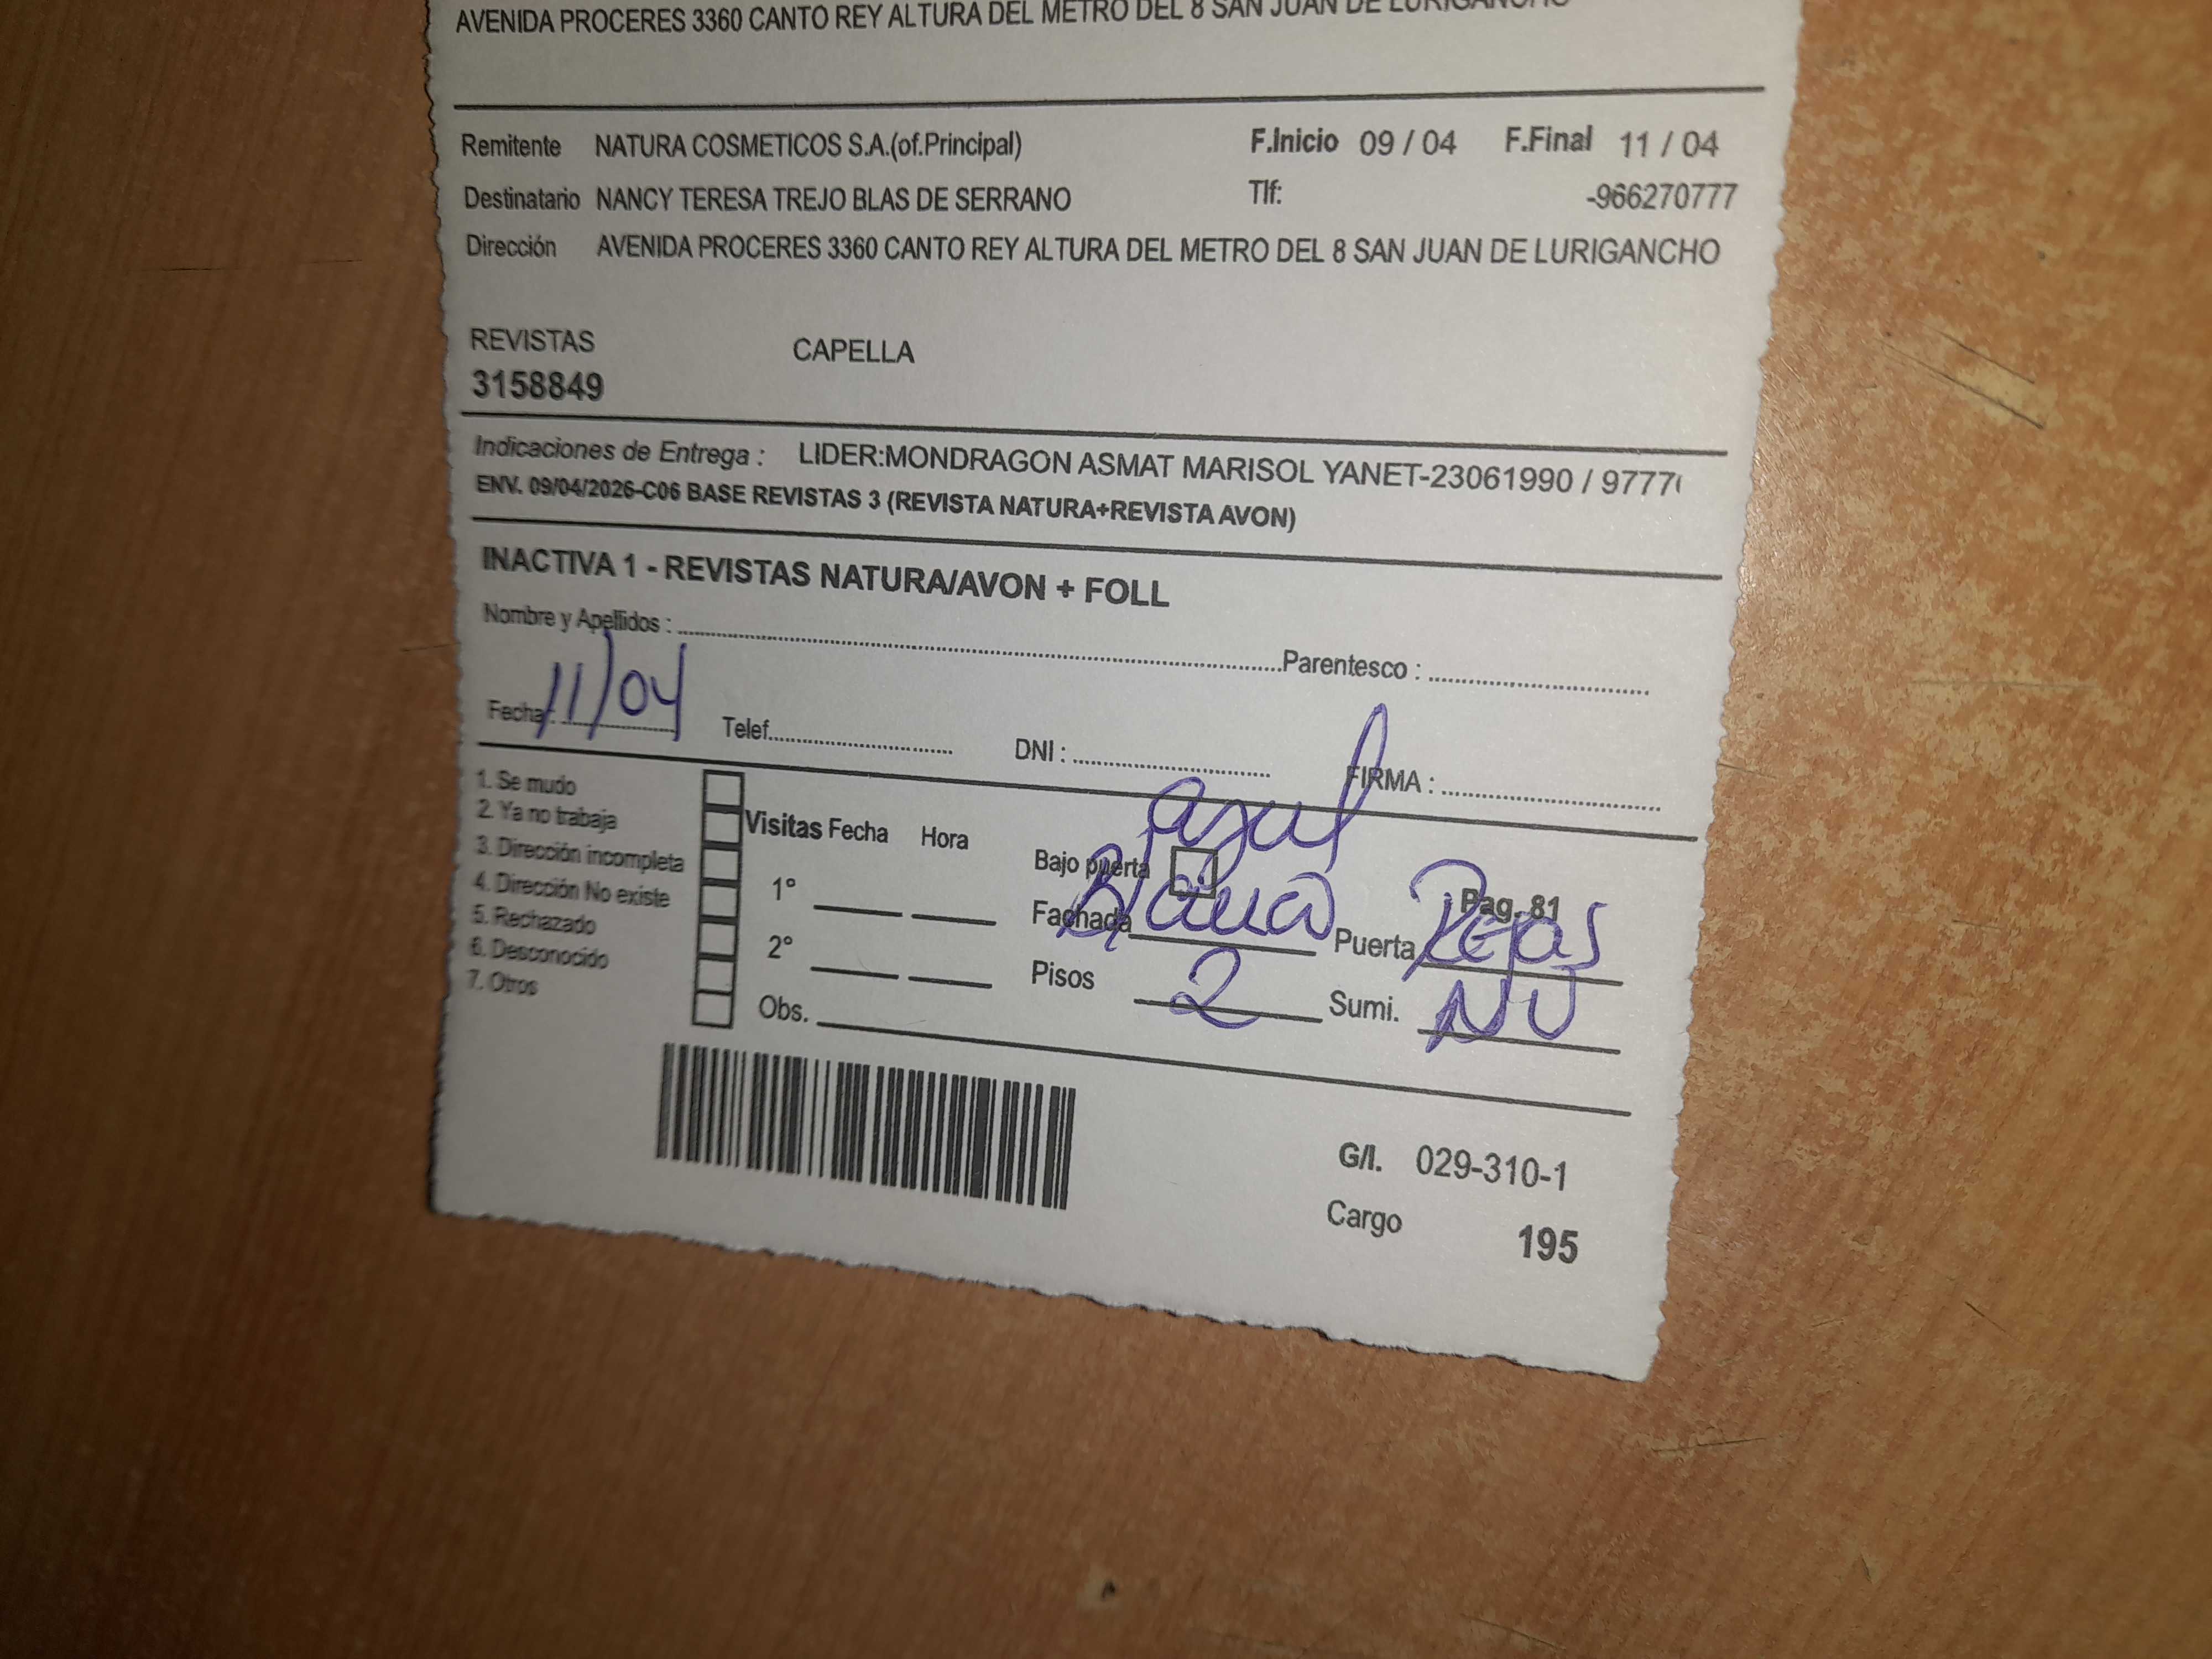 AVENIDA PROCERES 3360 CANTO REY ALTURA DEL METRO DEL 8 SAN JUAN DE LURIGANCHO
Remitente NATURA COSMETICOS S.A.(of.Principal) F.Inicio 09 / 04 F.Final 11 / 04
Destinatario NANCY TERESA TREJO BLAS DE SERRANO Tlf: -966270777
Dirección AVENIDA PROCERES 3360 CANTO REY ALTURA DEL METRO DEL 8 SAN JUAN DE LURIGANCHO
REVISTAS CAPELLA
3158849
Indicaciones de Entrega : LIDER:MONDRAGON ASMAT MARISOL YANET-23061990 / 9777
ENV. 09/04/2026-C06 BASE REVISTAS 3 (REVISTA NATURA+REVISTA AVON)
INACTIVA 1 - REVISTAS NATURA/AVON + FOLL
Nombre y Apellidos : Parentesco :
Fecha: 11/04 Telef. DNI : FIRMA :
1. Se mudo
2. Ya no trabaja
3. Dirección incompleta
4. Dirección No existe
5. Rechazado
6. Desconocido
7. Otros
Visitas Fecha Hora
1°
2°
Obs.
azul
Bajo puerta
Pag. 81
Fachada Blanco Puerta Rejas
Pisos 2 Sumi. NU
G/I. 029-310-1
Cargo 195